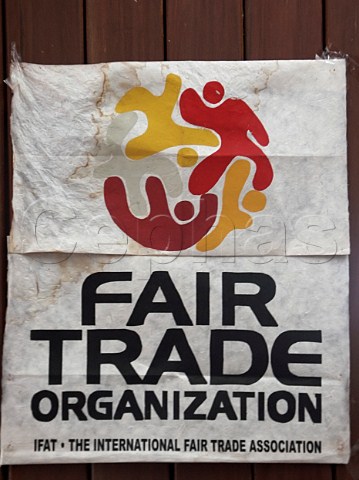 Cephas
FAIR
TRADE
ORGANIZATION
IFAT • THE INTERNATIONAL FAIR TRADE ASSOCIATION